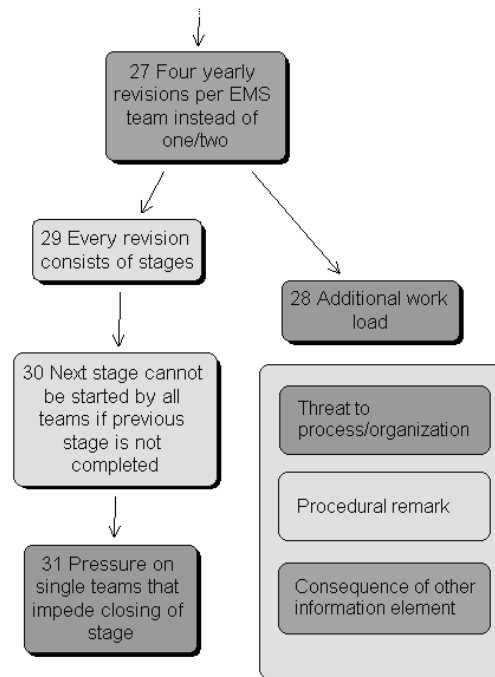 27 Four yearly
revisions per EMS
team instead of
one/two
29 Every revision
consists of stages
28 Additional work
load
30 Next stage cannot
be started by all
teams if previous
stage is not
completed
31 Pressure on
single teams that
impede closing of
stage
Threat to
process/organization
Procedural remark
Consequence of other
information element